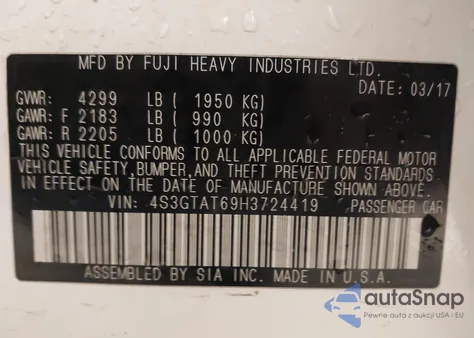 MFD BY FUJI HEAVY INDUSTRIES LTD.
DATE: 03/17
GVWR: 4299 LB ( 1950 KG)
GAWR: F 2183 LB ( 990 KG)
GAWR: R 2205 LB ( 1000 KG)
THIS VEHICLE CONFORMS TO ALL APPLICABLE FEDERAL MOTOR
VEHICLE SAFETY,BUMPER,AND THEFT PREVENTION STANDARDS
IN EFFECT ON THE DATE OF MANUFACTURE SHOWN ABOVE.
VIN: 4S3GTAT69H3724419 PASSENGER CAR
ASSEMBLED BY SIA INC. MADE IN U.S.A.
autoSnap
Pewne auta z aukcji USA i EU